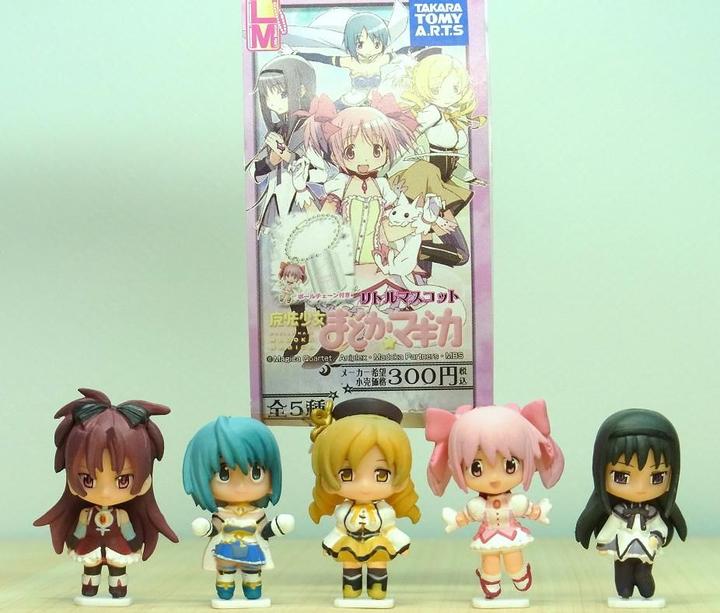 LM
TAKARA
TOMY
A.R.T.S
ボールチェーン付き リトルマスコット
魔法少女
まどか☆マギカ
©Magica Quartet / Aniplex・Madoka Partners・MBS
メーカー希望
小売価格 300円 税込
全5種